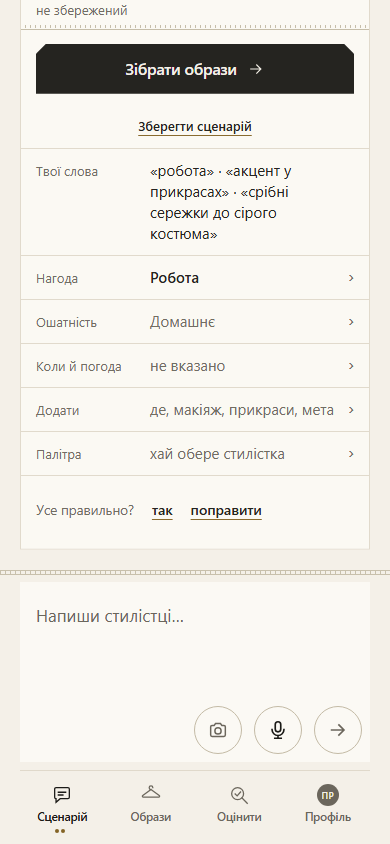 не збережений
Зібрати образи →
Зберегти сценарій
Твої слова
«робота» · «акцент у
прикрасах» · «срібні
сережки до сірого
костюма»
Нагода Робота
Ошатність Домашнє
Коли й погода не вказано
Додати де, макіяж, прикраси, мета
Палітра хай обере стилістка
Усе правильно? так поправити
Напиши стилістці...
Сценарій Образи Оцінити ПР Профіль